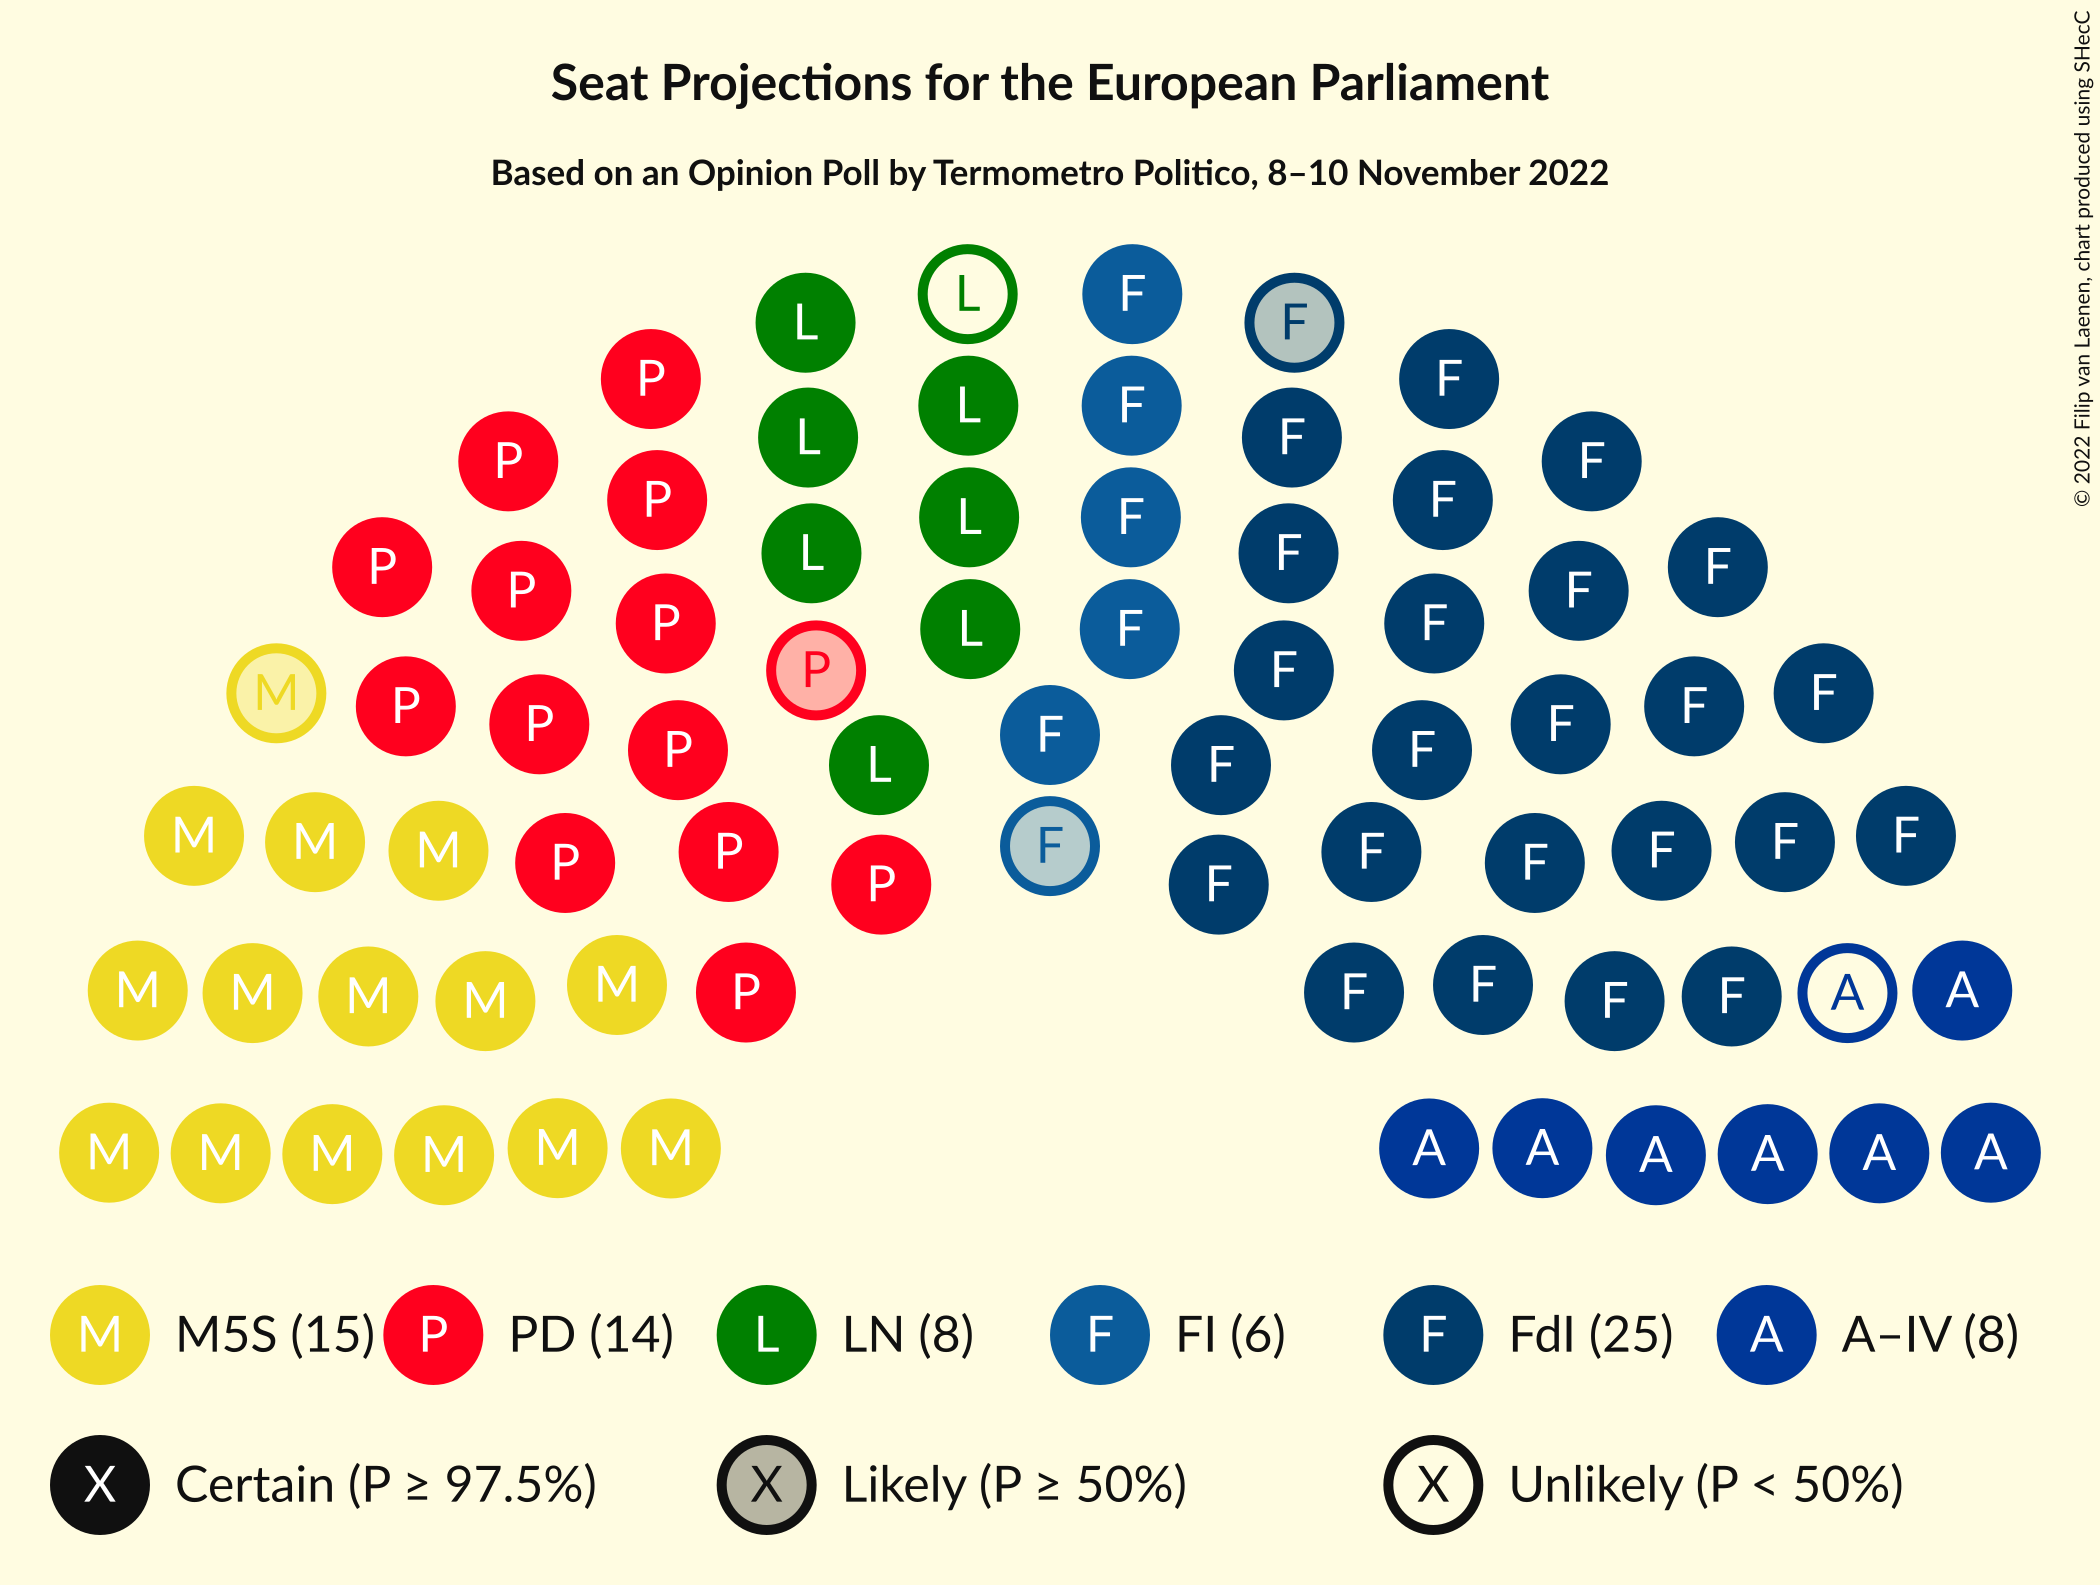 Seat Projections for the European Parliament
Based on an Opinion Poll by Termometro Politico, 8–10 November 2022
© 2022 Filip van Laenen, chart produced using SHecC
L F
L F
P F
L F
L F
P F
P F
P F
L F
L F
P F
P F
P F
L F
P F
M F
P F
P F
P F
L F F
M M M P P P F F F F F F
F
M M M M M P F F F F A A
M M M M M M A A A A A A
M M5S (15) P PD (14) L LN (8) F FI (6) F FdI (25) A A–IV (8)
X Certain (P ≥ 97.5%) X Likely (P ≥ 50%) X Unlikely (P < 50%)